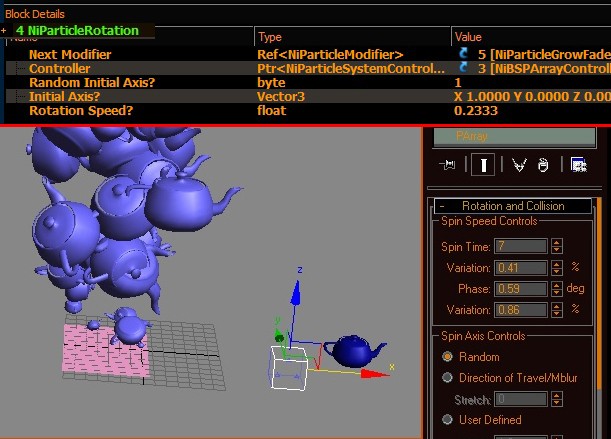 Block Details
+ 4 NiParticleRotation
Type Value
Next Modifier Ref<NiParticleModifier> 5 [NiParticleGrowFade
Controller Ptr<NiParticleSystemControl... 3 [NiBSPArrayControll
Random Initial Axis? byte 1
Initial Axis? Vector3 X 1.0000 Y 0.0000 Z 0.00
Rotation Speed? float 0.2333
PArray
- Rotation and Collision
Spin Speed Controls
Spin Time: 7
Variation: 0.41 %
Phase: 0.59 deg
Variation: 0.86 %
Spin Axis Controls
Random
Direction of Travel/Mblur
Stretch: 0
User Defined
z
y
x